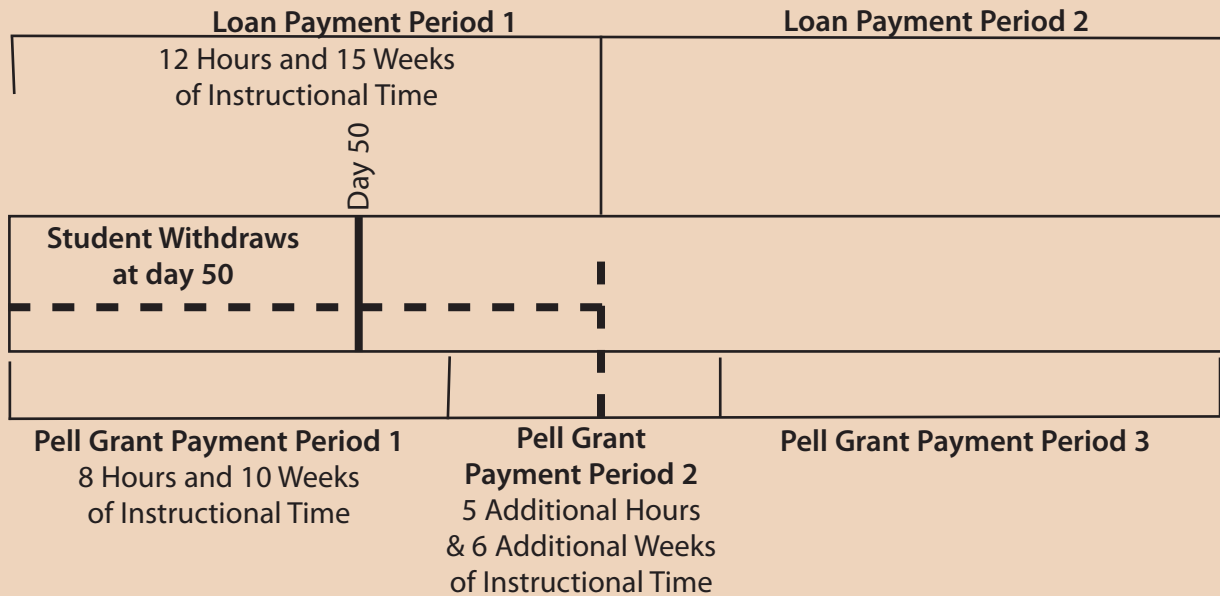 Loan Payment Period 1
12 Hours and 15 Weeks
of Instructional Time
Loan Payment Period 2
Day 50
Student Withdraws
at day 50
Pell Grant Payment Period 1
8 Hours and 10 Weeks
of Instructional Time
Pell Grant
Payment Period 2
5 Additional Hours
& 6 Additional Weeks
of Instructional Time
Pell Grant Payment Period 3